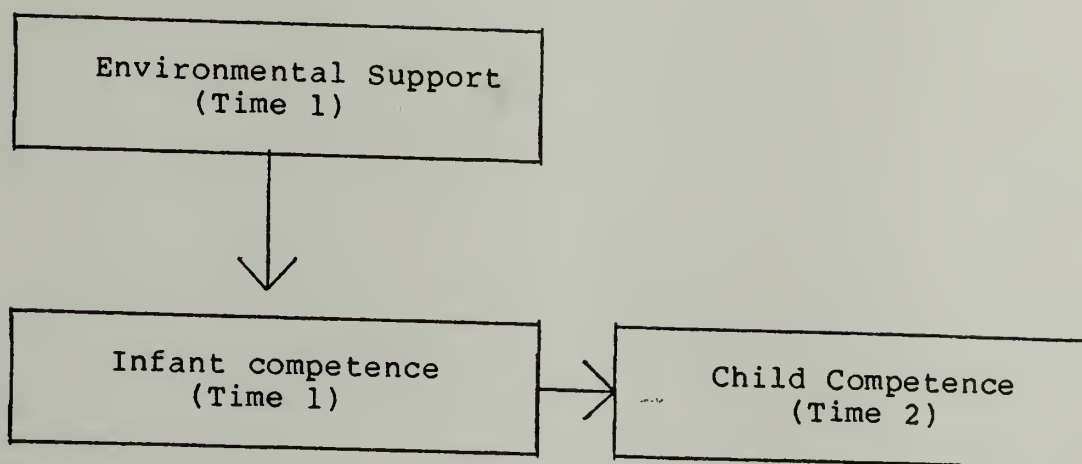 Environmental Support
(Time 1)
Infant competence
(Time 1)
Child Competence
(Time 2)